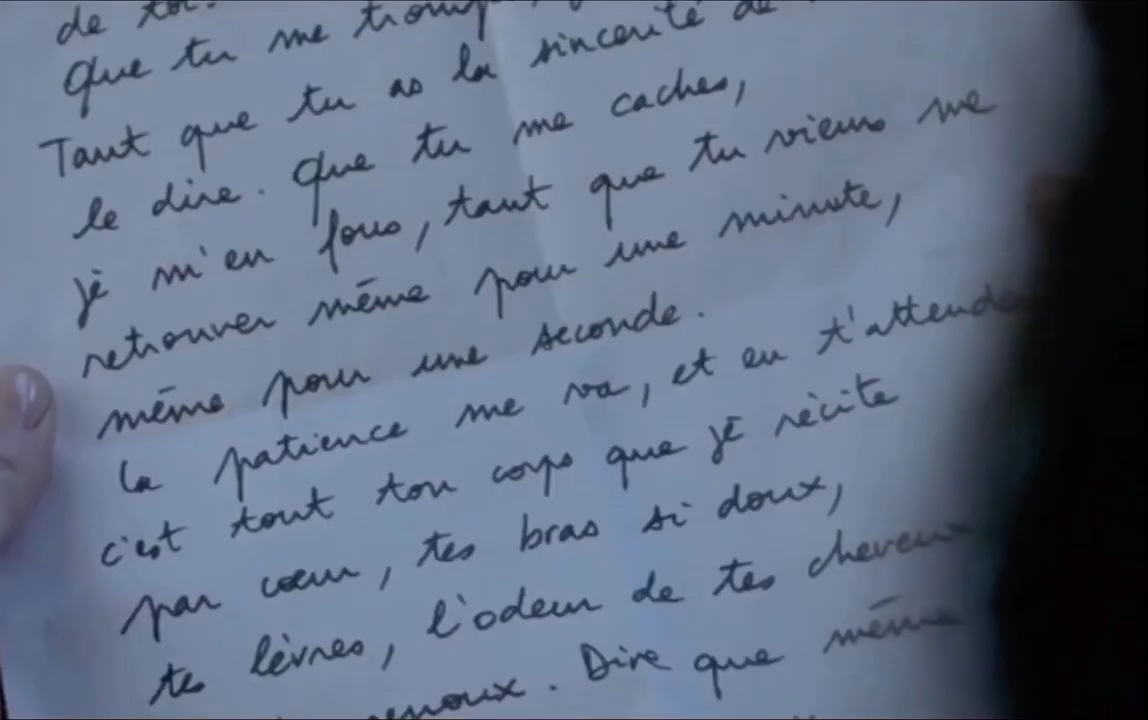 de toi.
Que tu me
Tant que tu as la sincerité de
le dire. Que tu me caches,
je m'en fous, tant que tu viens me
retrouver même pour une minute,
même pour une seconde.
la patience me va, et en t'attendant
c'est tout ton corps que je récite
par cœur, tes bras si doux,
tes lèvres, l'odeur de tes cheveux
Dire que même